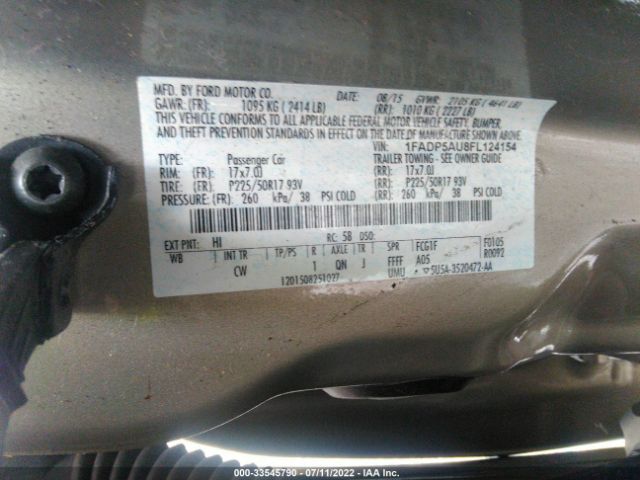 MFD. BY FORD MOTOR CO.
DATE: 08/15 GVWR: 2105 KG ( 4641 LB)
GAWR: (FR): 1095 KG ( 2414 LB) (RR): 1010 KG ( 2227 LB)
THIS VEHICLE CONFORMS TO ALL APPLICABLE FEDERAL MOTOR VEHICLE SAFETY, BUMPER,
AND THEFT PREVENTION STANDARDS IN EFFECT ON THE DATE OF MANUFACTURE SHOWN ABOVE.
VIN: 1FADP5AU8FL124154
TYPE: Passenger Car TRAILER TOWING - SEE OWNER GUIDE
RIM: (FR): 17x7.0J (RR): 17x7.0J
TIRE: (FR): P225/50R17 93V (RR): P225/50R17 93V
PRESSURE: (FR) 260 kPa/ 38 PSI COLD (RR): 260 kPa/ 38 PSI COLD
EXT PNT: HI RC: 58 DSO: FCG1F F0105
WB INT TR TP/PS R AXLE TR SPR A05 R0092
CW 1 QN J FFFF
UMU 5U5A-3520472-AA
1201508251027
000-33545790 - 07/11/2022 - IAA Inc.